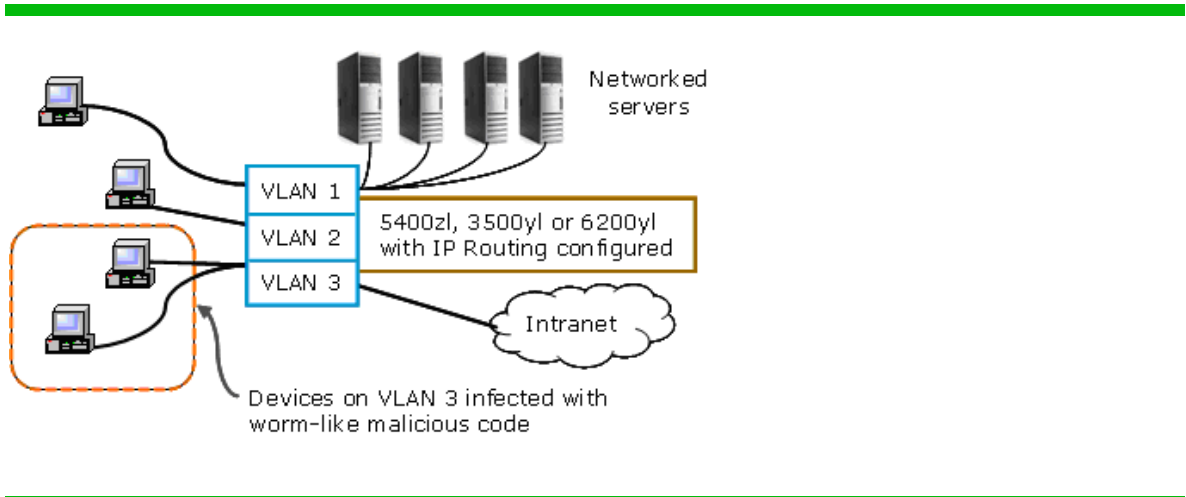 Networked
servers
VLAN 1
VLAN 2
VLAN 3
5400zl, 3500yl or 6200yl
with IP Routing configured
Intranet
Devices on VLAN 3 infected with
worm-like malicious code